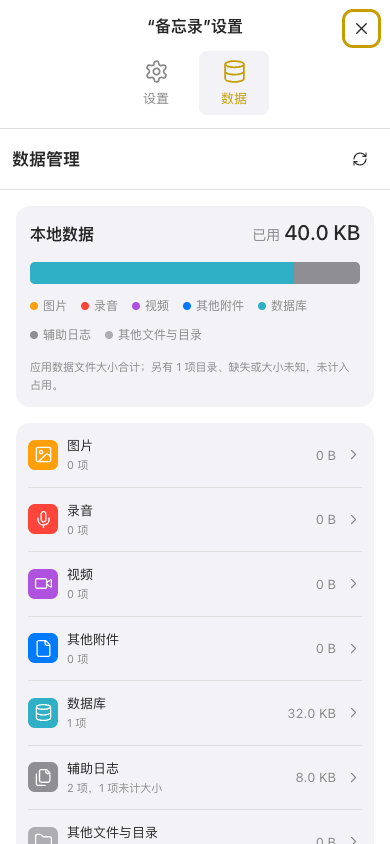 “备忘录”设置
设置
数据
数据管理
本地数据
已用 40.0 KB
图片
录音
视频
其他附件
数据库
辅助日志
其他文件与目录
应用数据文件大小合计；另有 1 项目录、缺失或大小未知，未计入
占用。
图片
0 项
0 B
录音
0 项
0 B
视频
0 项
0 B
其他附件
0 项
0 B
数据库
1 项
32.0 KB
辅助日志
2 项，1 项未计大小
8.0 KB
其他文件与目录
0 B